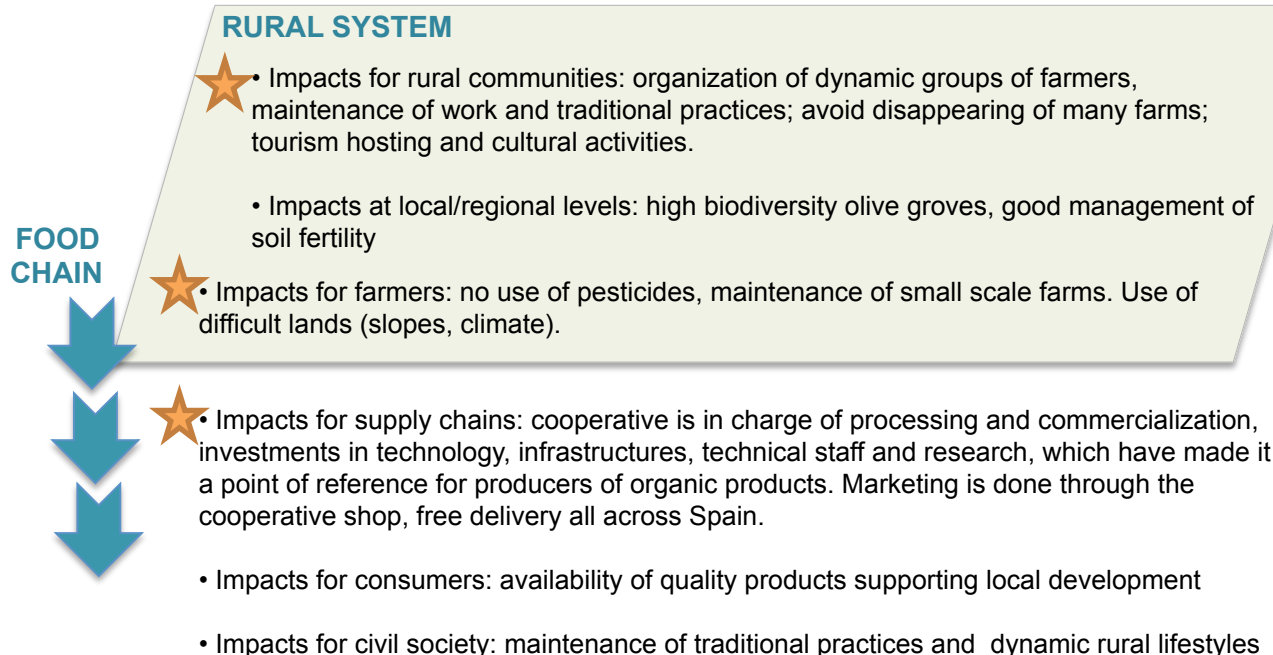 RURAL SYSTEM
• Impacts for rural communities: organization of dynamic groups of farmers,
maintenance of work and traditional practices; avoid disappearing of many farms;
tourism hosting and cultural activities.
• Impacts at local/regional levels: high biodiversity olive groves, good management of
soil fertility
FOOD
CHAIN
• Impacts for farmers: no use of pesticides, maintenance of small scale farms. Use of
difficult lands (slopes, climate).
• Impacts for supply chains: cooperative is in charge of processing and commercialization,
investments in technology, infrastructures, technical staff and research, which have made it
a point of reference for producers of organic products. Marketing is done through the
cooperative shop, free delivery all across Spain.
• Impacts for consumers: availability of quality products supporting local development
• Impacts for civil society: maintenance of traditional practices and  dynamic rural lifestyles